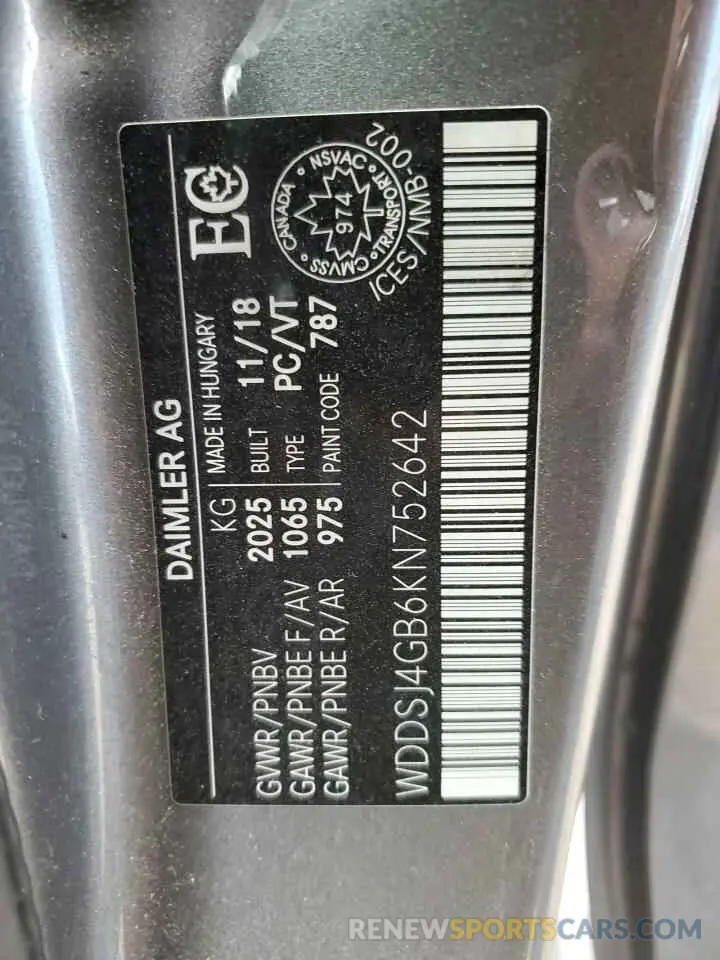 DAIMLER AG
KG | MADE IN HUNGARY
GVWR/PNBV 2025 BUILT 11/18
GAWR/PNBE F/AV 1065 TYPE PC/VT
GAWR/PNBE R/AR 975 PAINT CODE 787
EC
CANADA • NSVAC • TRANSPORT • CMVSS •
974
ICES/NMB-002
WDDSJ4GB6KN752642
RENEWSPORTSCARS.COM